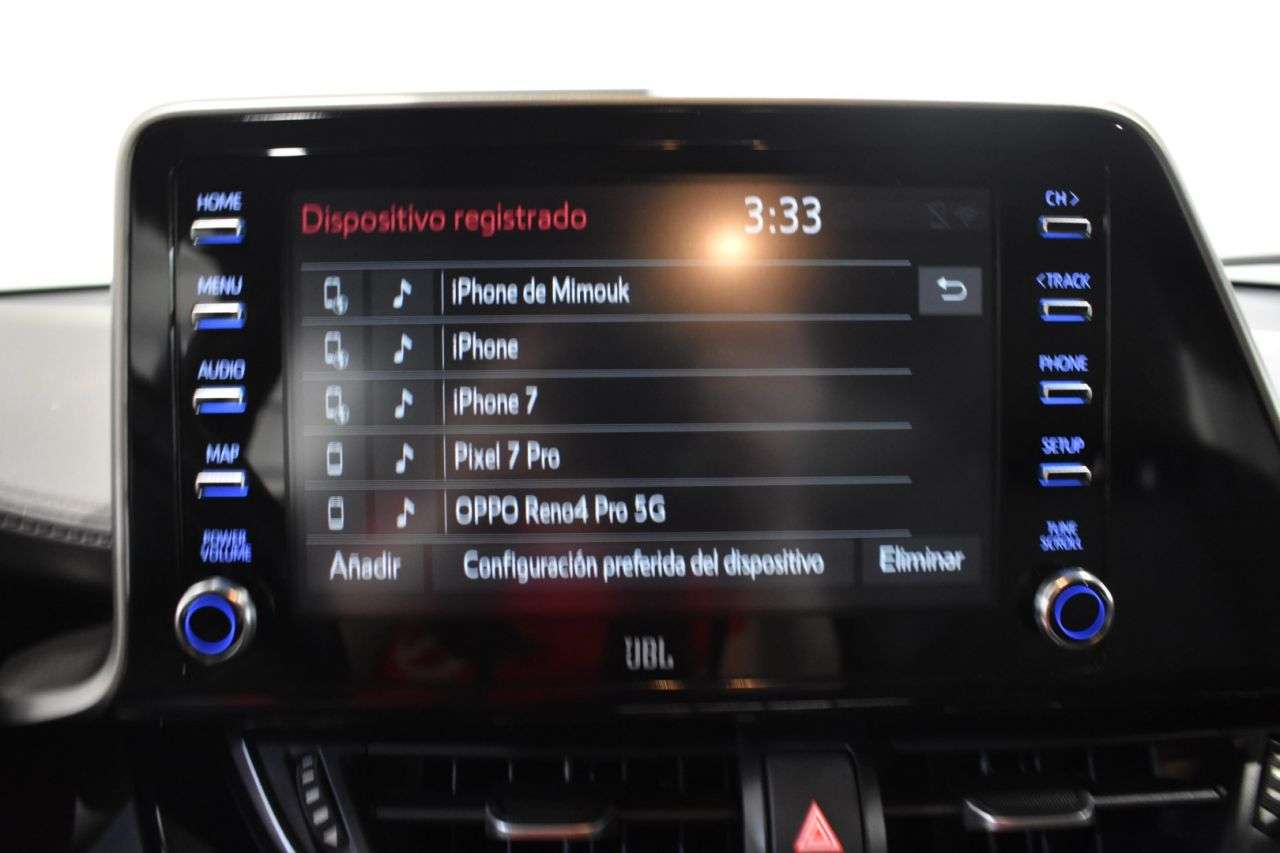 HOME
Dispositivo registrado
3:33
CH >
MENU
iPhone de Mimouk
< TRACK
iPhone
AUDIO
iPhone 7
PHONE
MAP
Pixel 7 Pro
SETUP
OPPO Reno4 Pro 5G
POWER
VOLUME
TUNE
SCROLL
Añadir
Configuración preferida del dispositivo
Eliminar
JBL